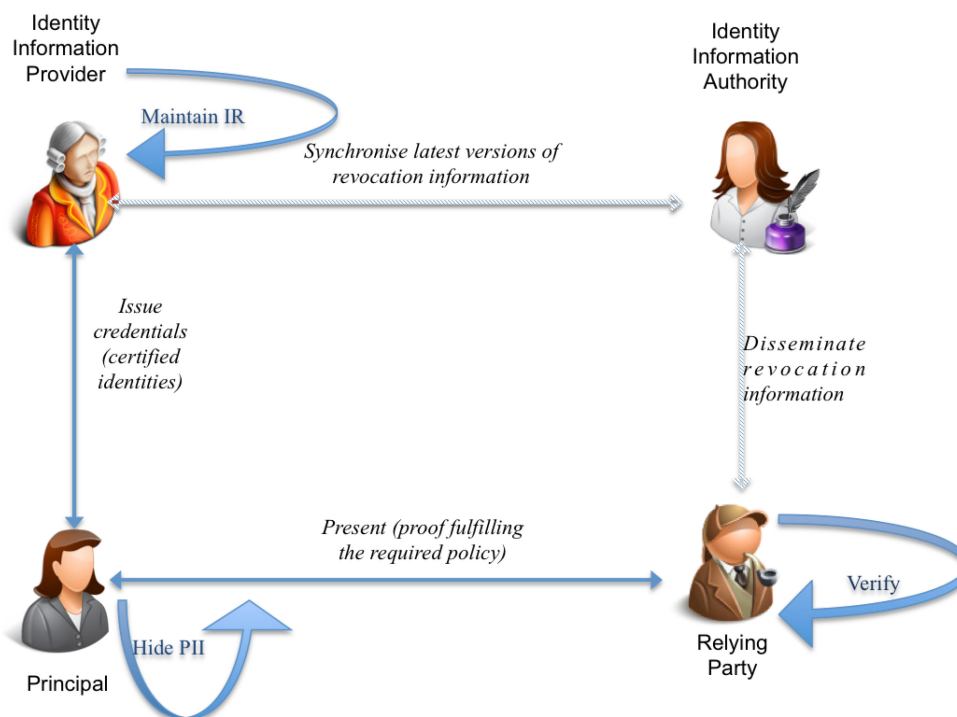 Identity
Information
Provider
Identity
Information
Authority
Maintain IR
Synchronise latest versions of
revocation information
Issue
credentials
(certified
identities)
Disseminate
revocation
information
Present (proof fulfilling
the required policy)
Verify
Hide PII
Relying
Party
Principal